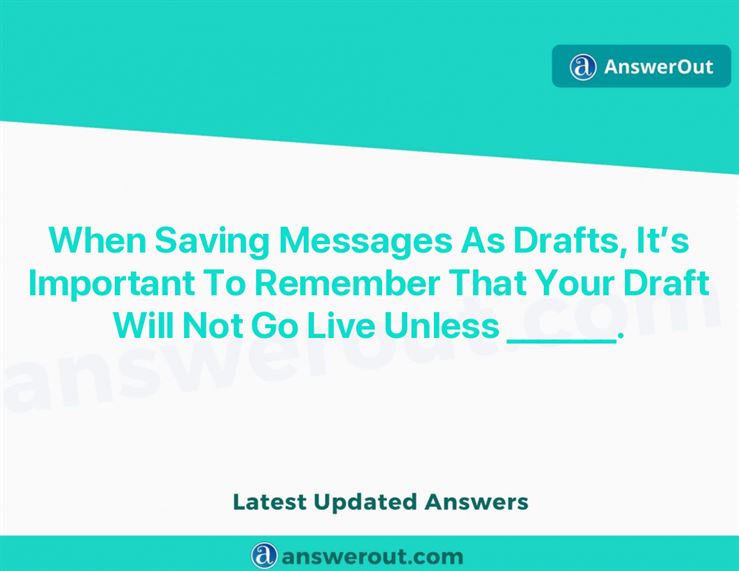 AnswerOut
When Saving Messages As Drafts, It’s
Important To Remember That Your Draft
Will Not Go Live Unless ______.
answerout.com
Latest Updated Answers
answerout.com